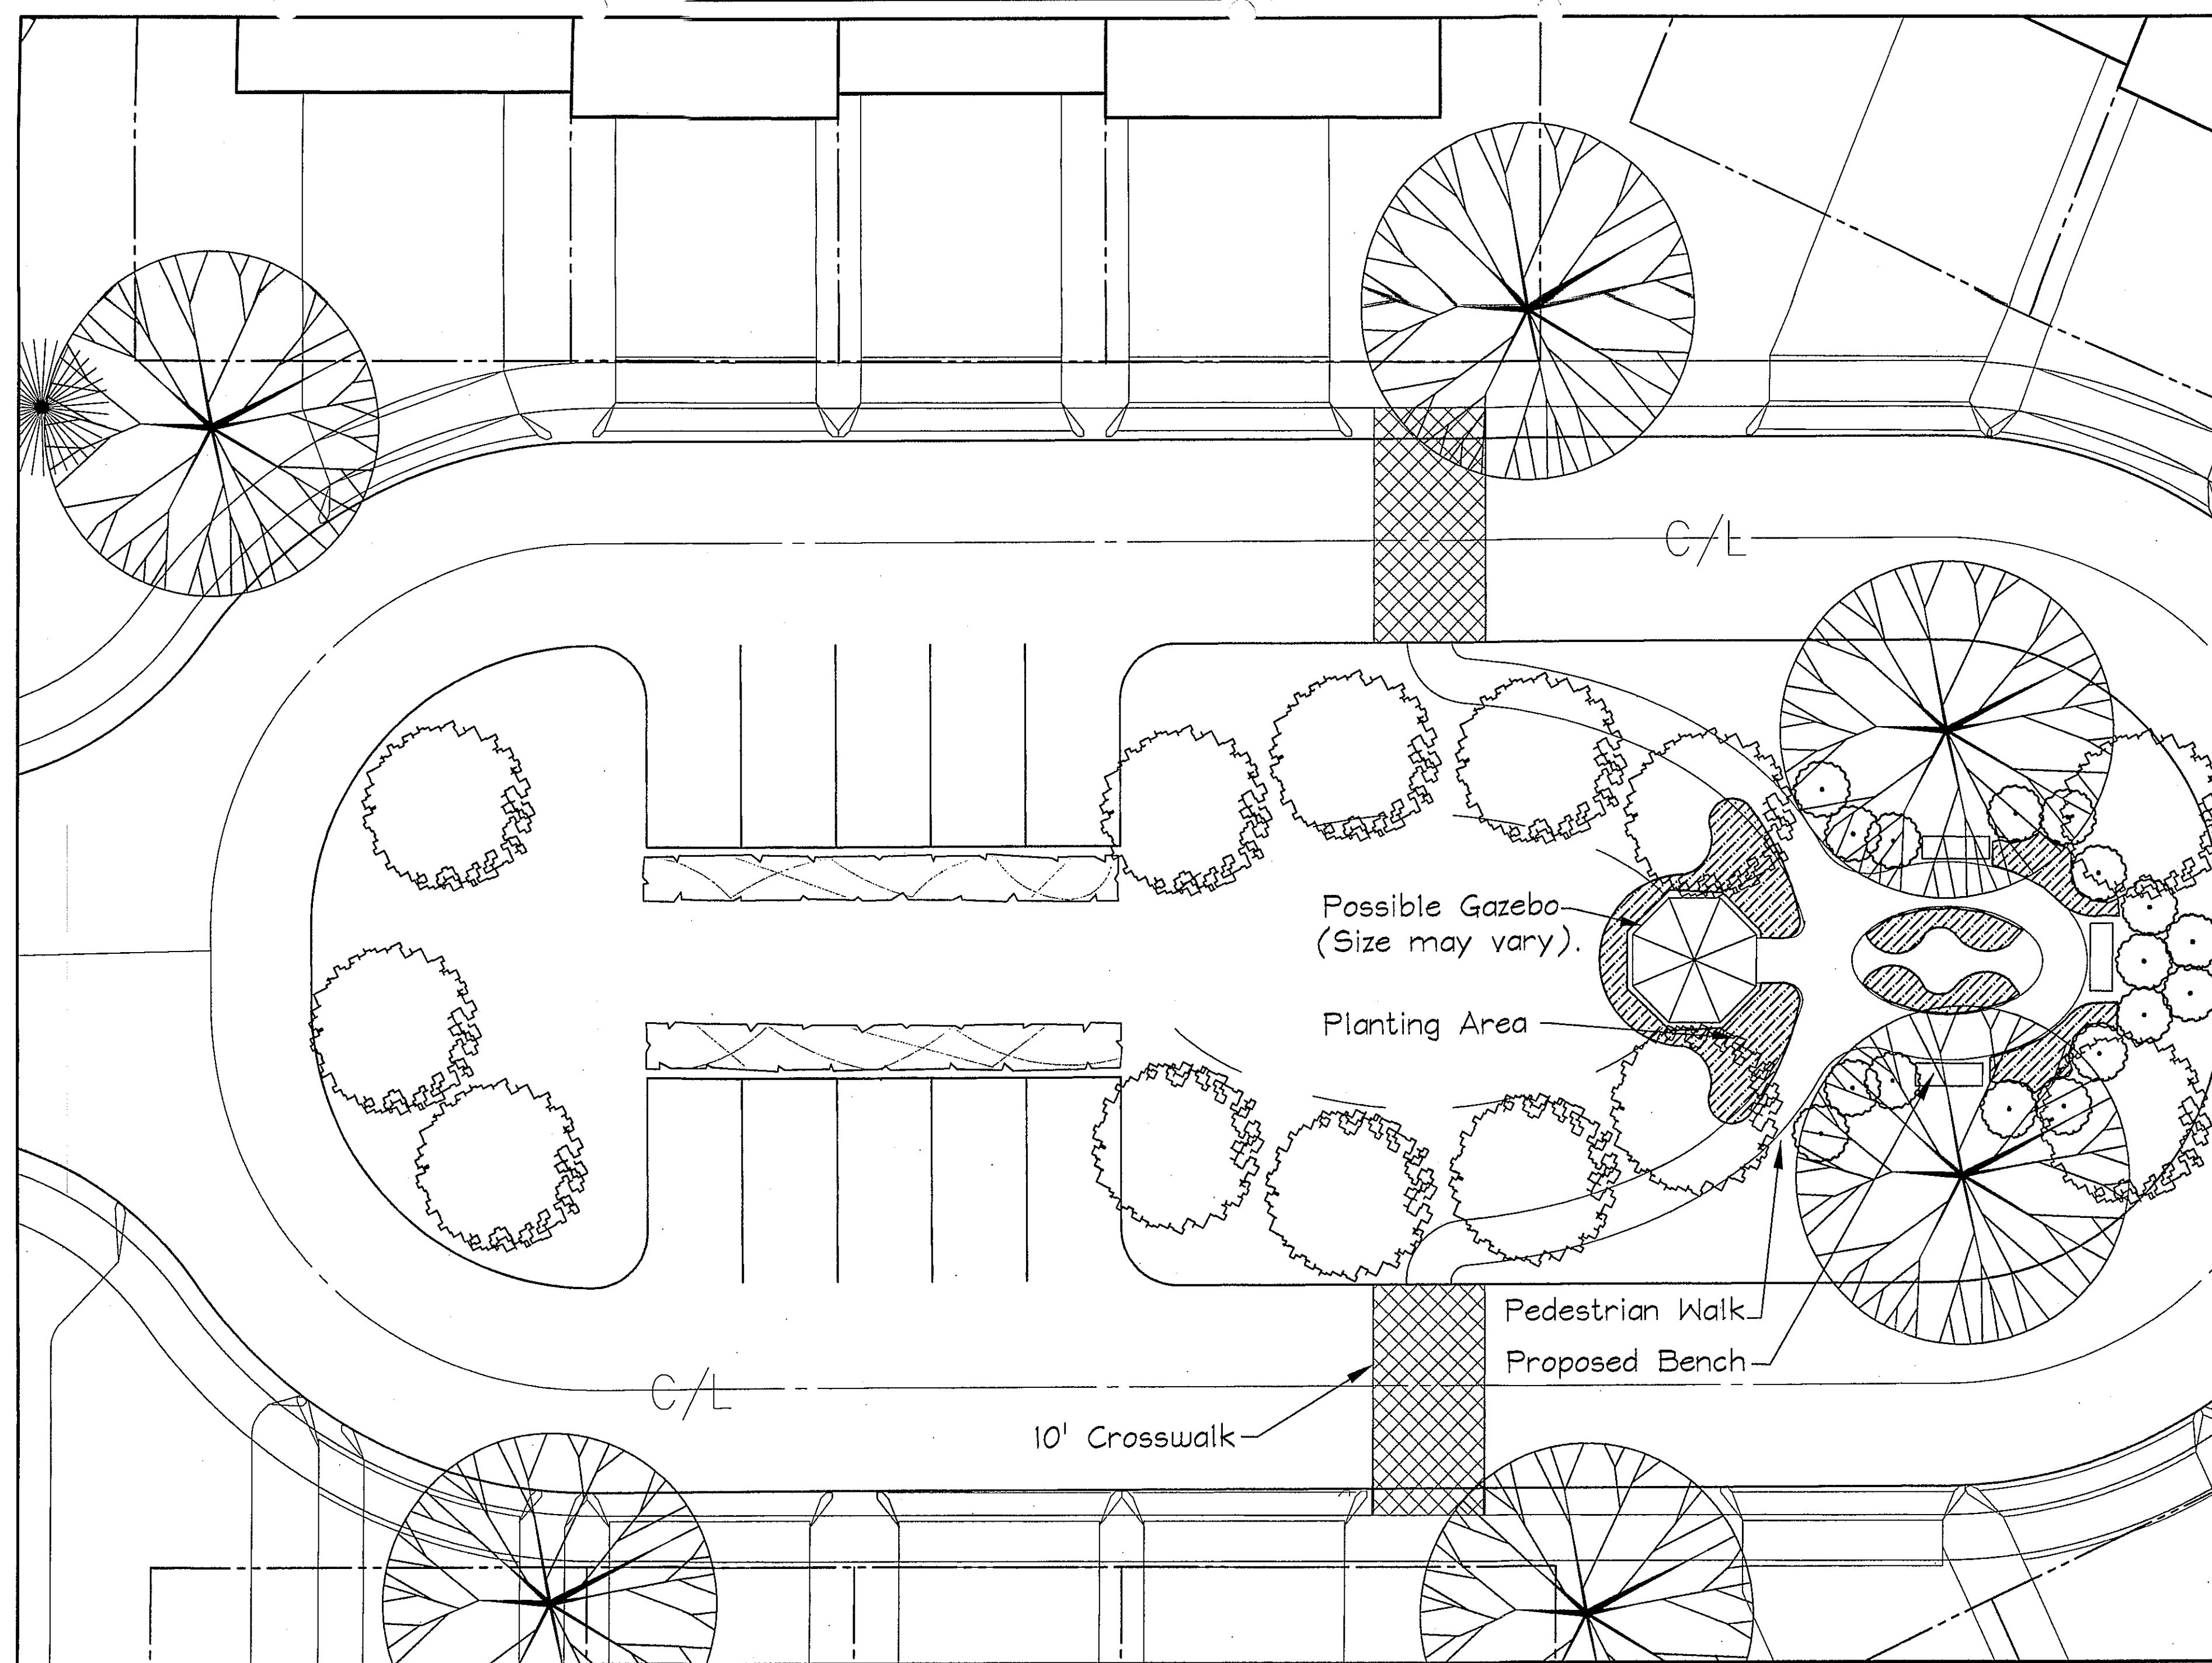 C/L
Possible Gazebo
(Size may vary).
Planting Area
Pedestrian Walk
Proposed Bench
C/L
10' Crosswalk